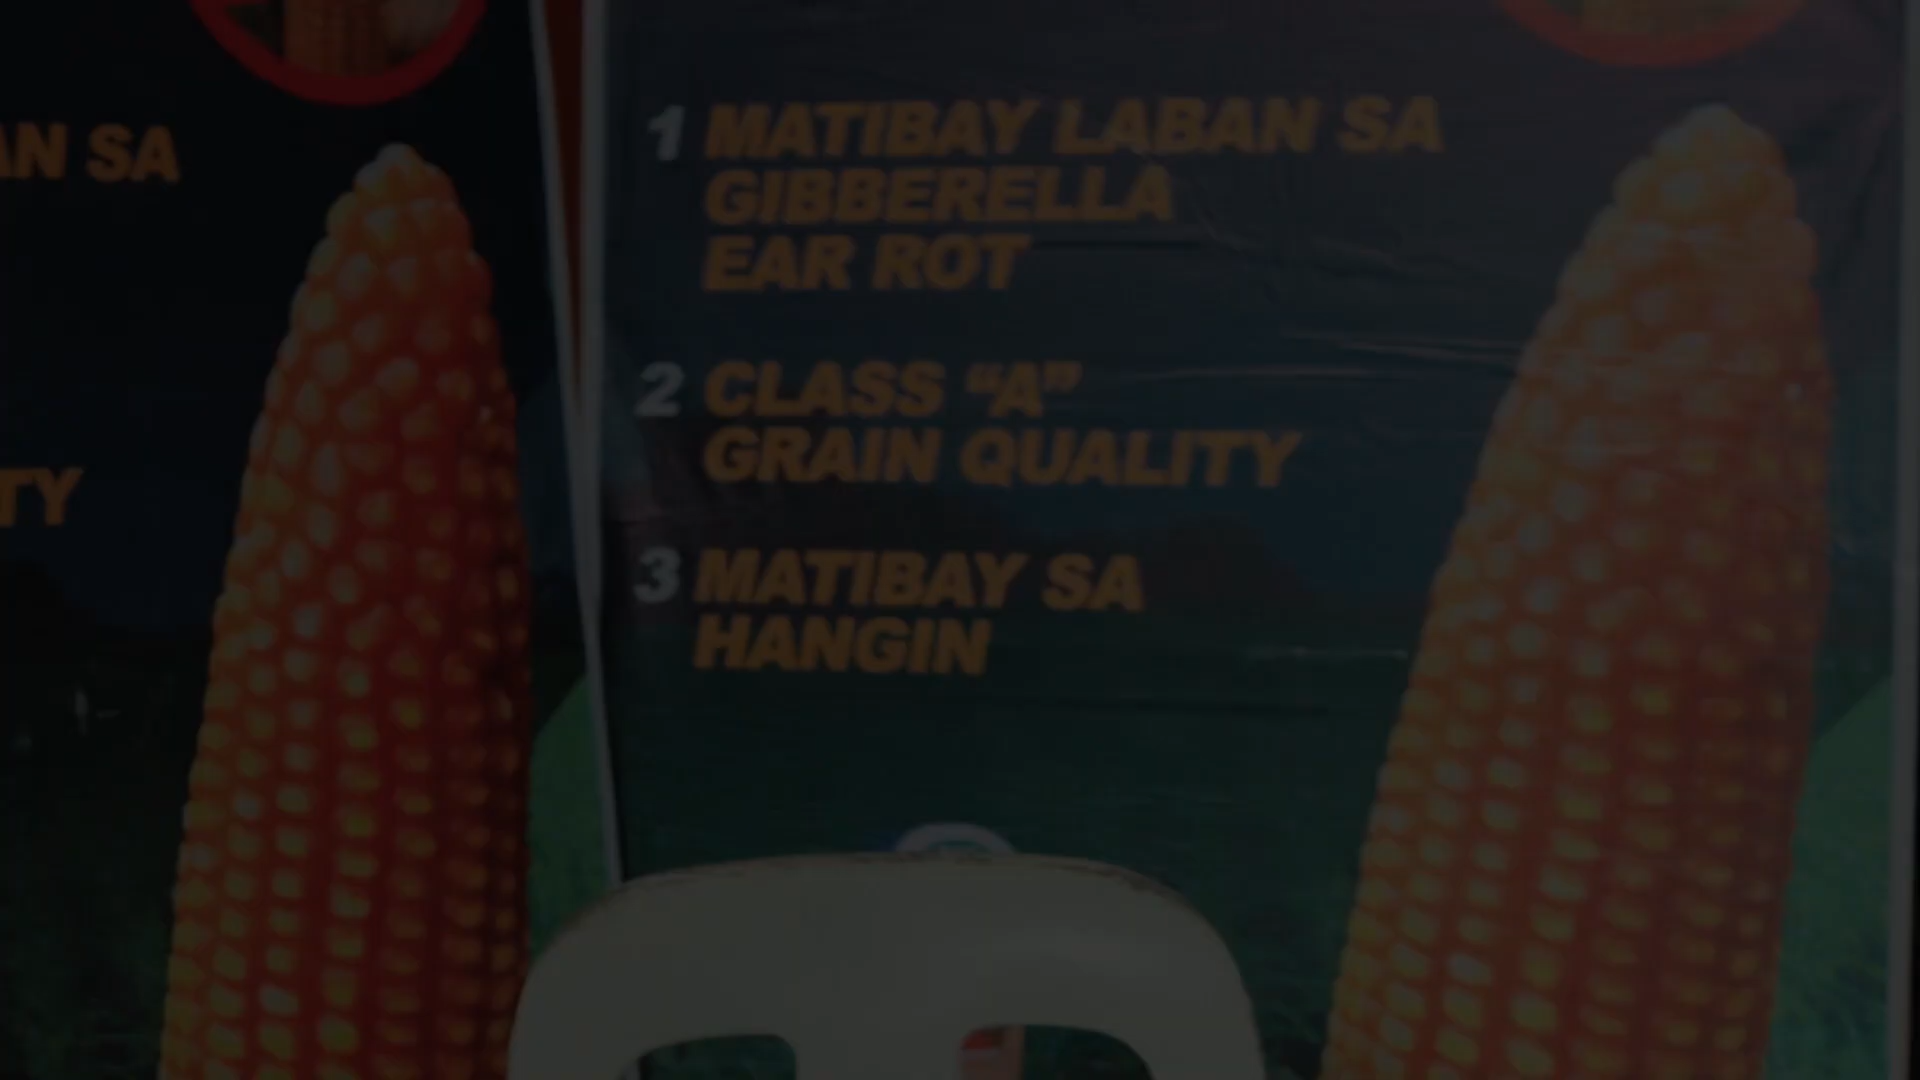 AN SA
TY
1 MATIBAY LABAN SA
GIBBERELLA
EAR ROT
2 CLASS “A”
GRAIN QUALITY
3 MATIBAY SA
HANGIN